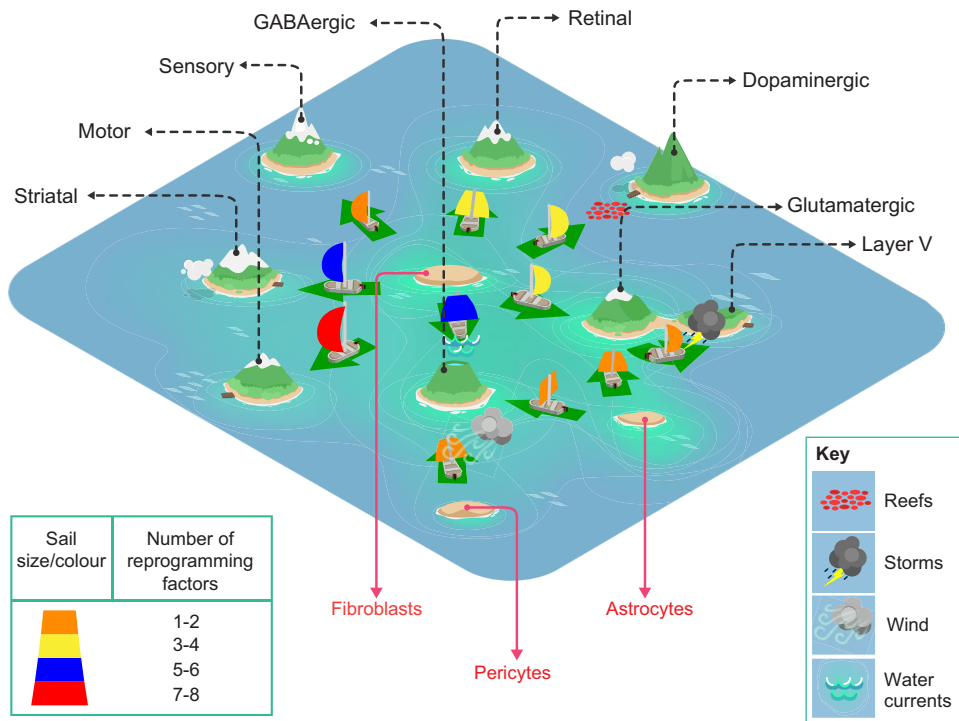 GABAergic
Retinal
Sensory
Dopaminergic
Motor
Striatal
Glutamatergic
Layer V
Fibroblasts
Astrocytes
Pericytes
Sail
size/colour
Number of
reprogramming
factors
1-2
3-4
5-6
7-8
Key
Reefs
Storms
Wind
Water
currents